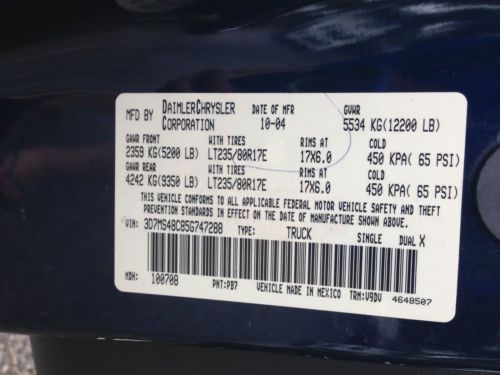 MFD BY DAIMLERCHRYSLER CORPORATION DATE OF MFR 10-04 GVWR 5534 KG(12200 LB)
GAWR FRONT WITH TIRES RIMS AT COLD
2359 KG(5200 LB) LT235/80R17E 17X6.0 450 KPA( 65 PSI)
GAWR REAR WITH TIRES RIMS AT COLD
4242 KG(9350 LB) LT235/80R17E 17X6.0 450 KPA( 65 PSI)
THIS VEHICLE CONFORMS TO ALL APPLICABLE FEDERAL MOTOR VEHICLE SAFETY, BUMPER, AND THEFT
PREVENTION STANDARDS IN EFFECT ON THE DATE OF MANUFACTURE SHOWN ABOVE.
VIN: 3D7MS48C85G747288 TYPE: TRUCK SINGLE DUAL X
MDH: 100708 PNT:PB7 VEHICLE MADE IN MEXICO TRM:V9DV 4648507